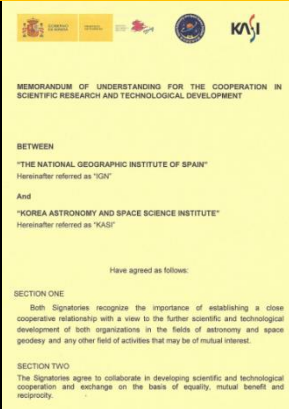 GOBIERNO
DE ESPAÑA
KASI
MEMORANDUM OF UNDERSTANDING FOR THE COOPERATION IN
SCIENTIFIC RESEARCH AND TECHNOLOGICAL DEVELOPMENT
BETWEEN
"THE NATIONAL GEOGRAPHIC INSTITUTE OF SPAIN"
Hereinafter referred as "IGN"
And
"KOREA ASTRONOMY AND SPACE SCIENCE INSTITUTE"
Hereinafter referred as "KASI"
Have agreed as follows:
SECTION ONE
Both Signatories recognize the importance of establishing a close
cooperative relationship with a view to the further scientific and technological
development of both organizations in the fields of astronomy and space
geodesy and any other field of activities that may be of mutual interest.
SECTION TWO
The Signatories agree to collaborate in developing scientific and technological
cooperation and exchange on the basis of equality, mutual benefit and
reciprocity.